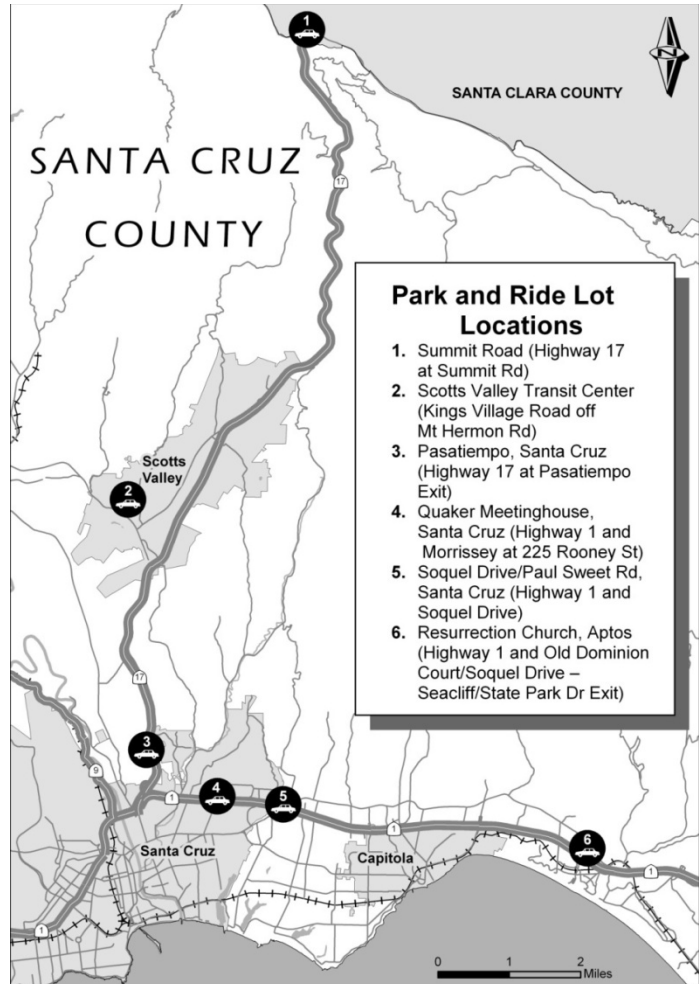 1
N
SANTA CLARA COUNTY
SANTA CRUZ
COUNTY
17
Park and Ride Lot
Locations
1. Summit Road (Highway 17
at Summit Rd)
2. Scotts Valley Transit Center
(Kings Village Road off
Mt Hermon Rd)
3. Pasatiempo, Santa Cruz
(Highway 17 at Pasatiempo
Exit)
4. Quaker Meetinghouse,
Santa Cruz (Highway 1 and
Morrissey at 225 Rooney St)
5. Soquel Drive/Paul Sweet Rd,
Santa Cruz (Highway 1 and
Soquel Drive)
6. Resurrection Church, Aptos
(Highway 1 and Old Dominion
Court/Soquel Drive –
Seacliff/State Park Dr Exit)
Scotts
Valley
2
17
3
9
1
4
5
1
6
1
Santa Cruz
Capitola
1
0 1 2
Miles